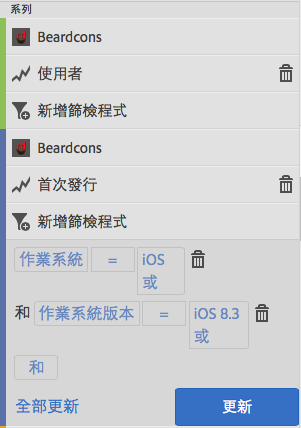 系列
Beardcons
使用者
新增篩檢程式
Beardcons
首次發行
新增篩檢程式
作業系統 = iOS
或
和 作業系統版本 = iOS 8.3
或
和
全部更新 更新